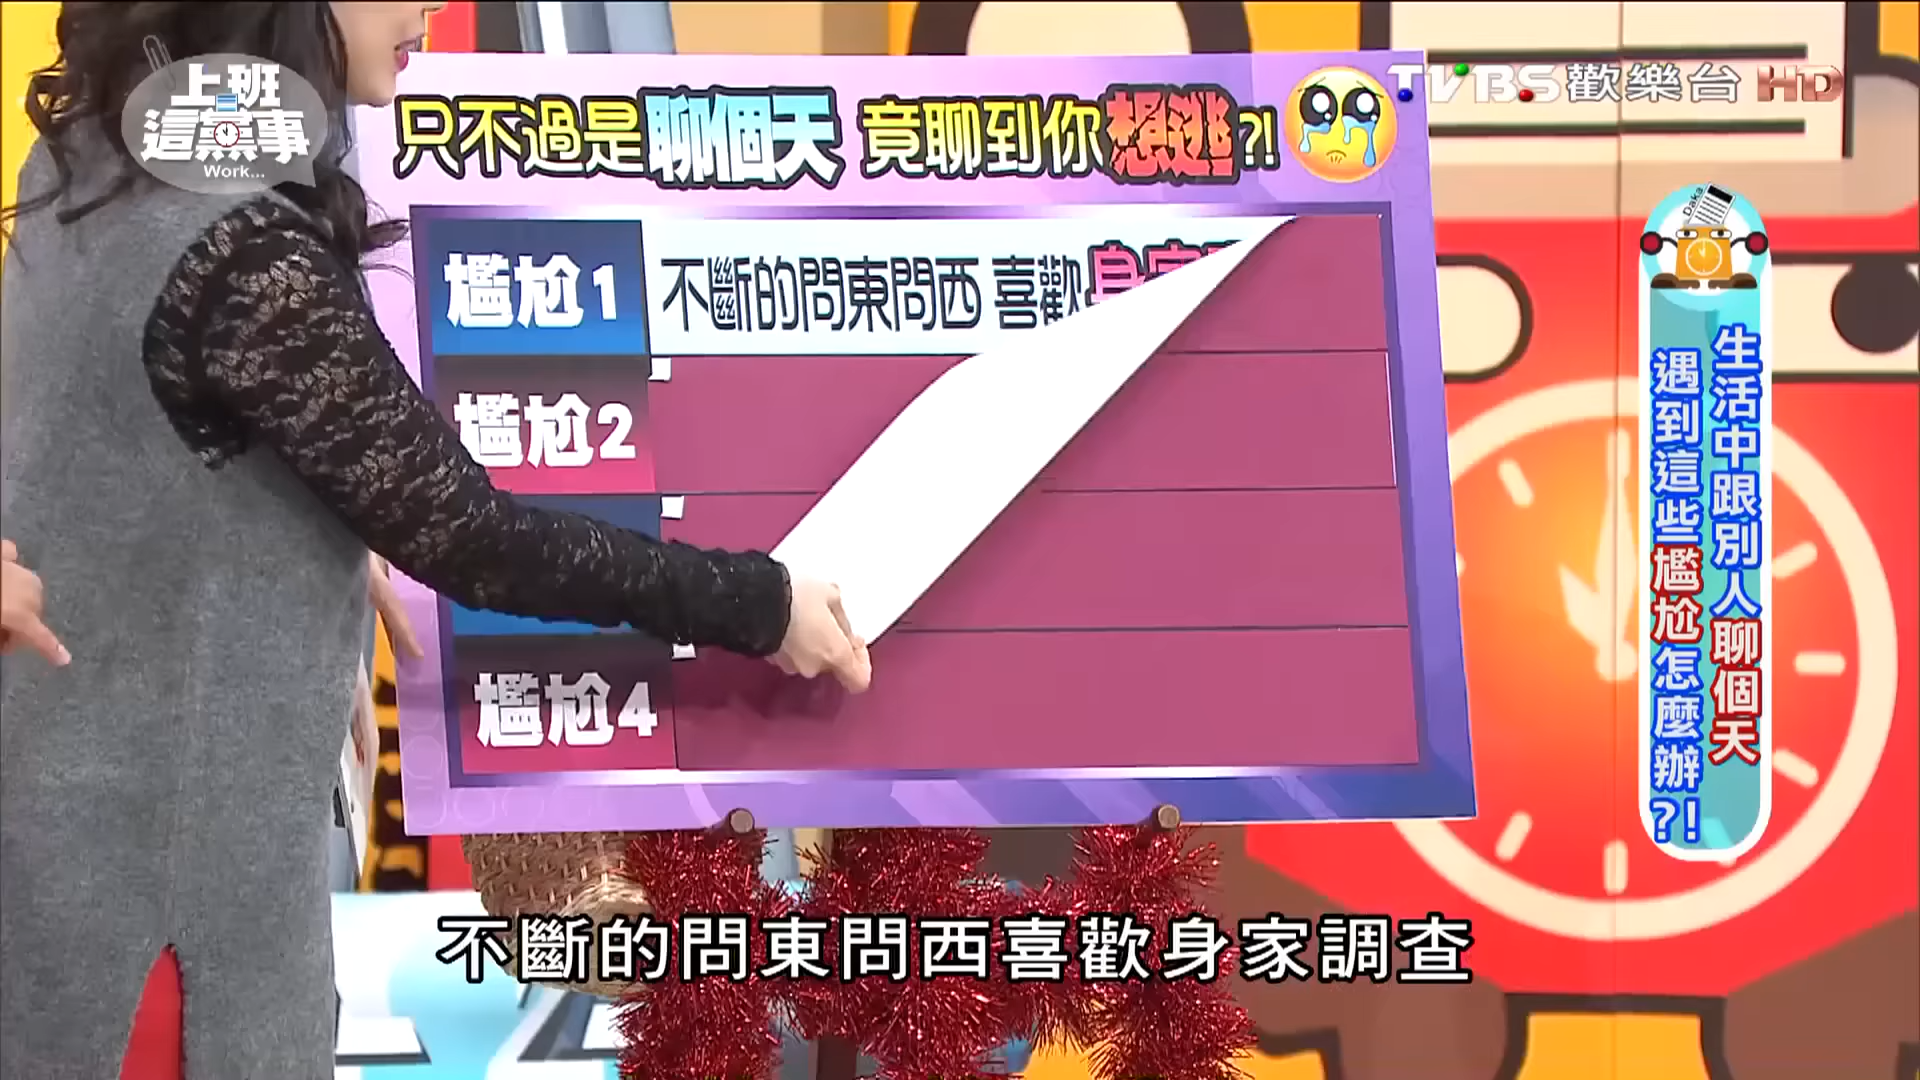 上班
這黨事
Work...
只不過是聊個天 竟聊到你想逃?!
TVBS歡樂台 HD
尷尬1
不斷的問東問西 喜歡身家
尷尬2
尷尬4
Daka
生活中跟別人聊個天
遇到這些尷尬怎麼辦?!
不斷的問東問西喜歡身家調查